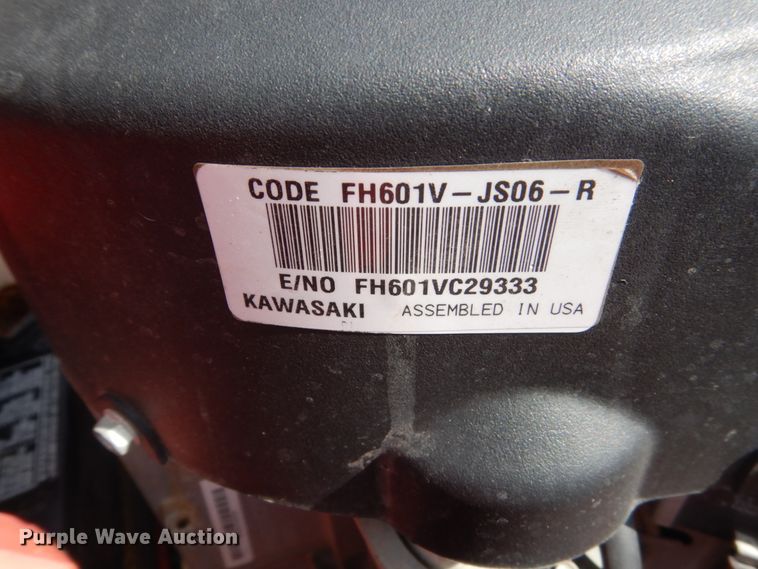 CODE FH601V-JS06-R
E/NO FH601VC29333
KAWASAKI ASSEMBLED IN USA
Purple Wave Auction